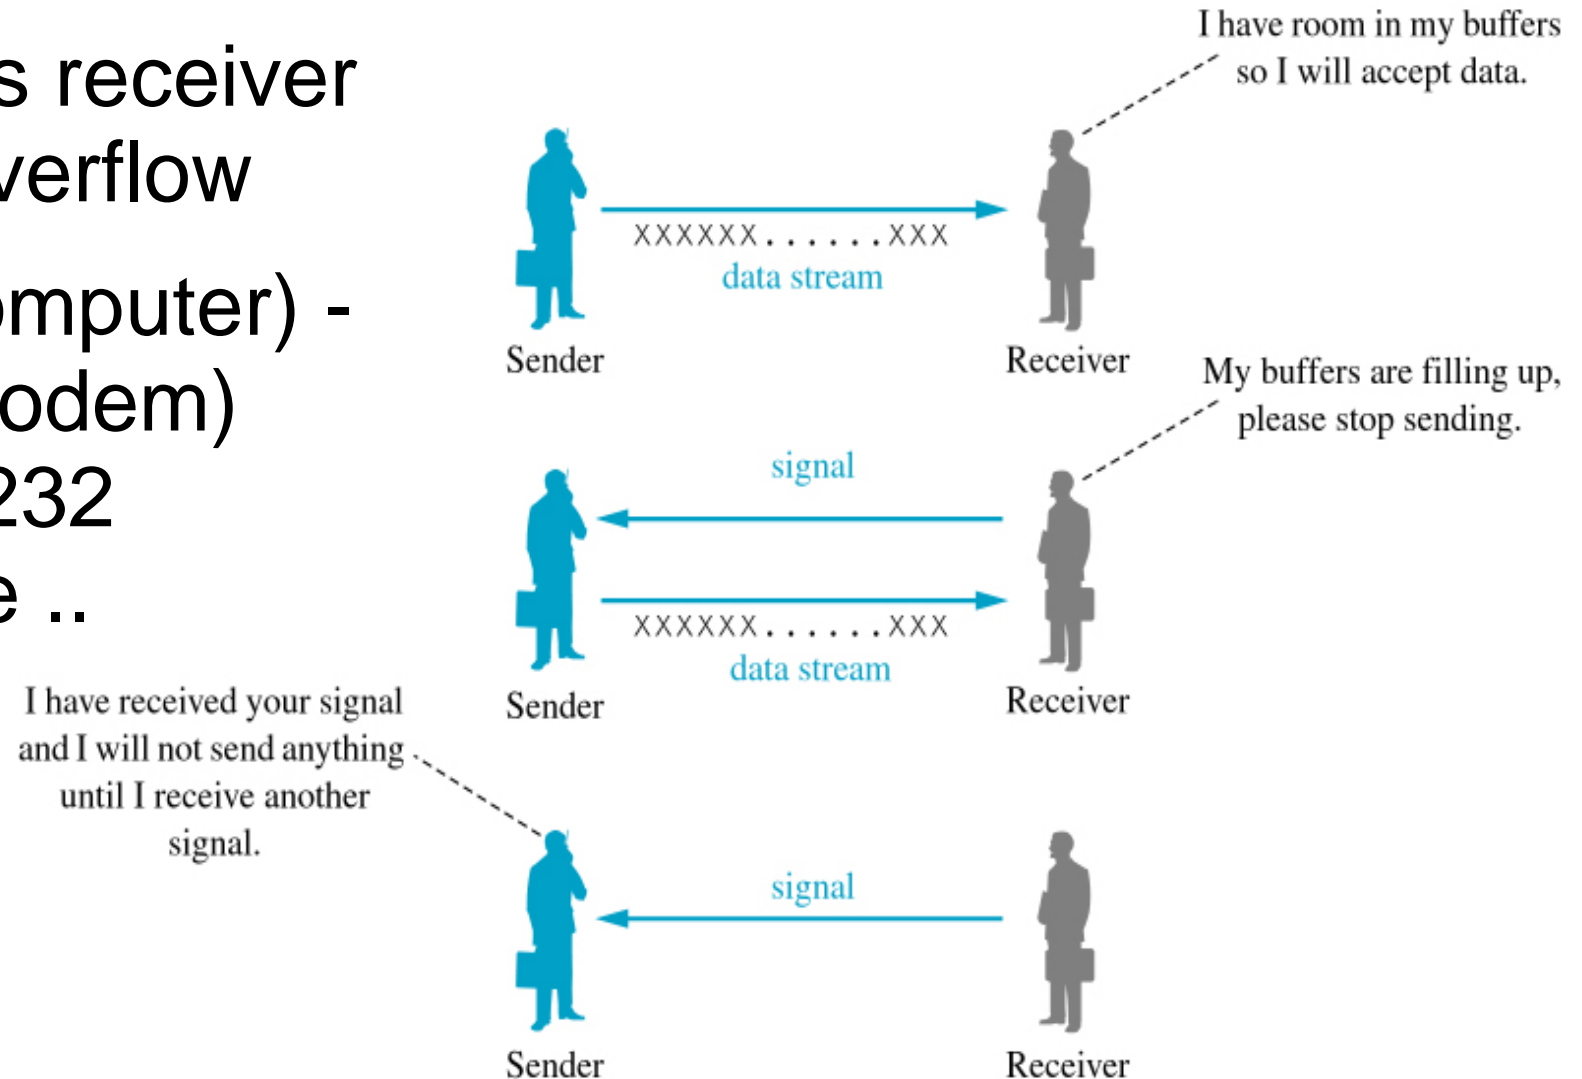 s receiver
verflow
omputer) -
odem)
232
e ..
I have room in my buffers
so I will accept data.
XXXXXX......XXX
data stream
Sender
Receiver
My buffers are filling up,
please stop sending.
signal
XXXXXX......XXX
data stream
Sender
Receiver
I have received your signal
and I will not send anything
until I receive another
signal.
signal
Sender
Receiver